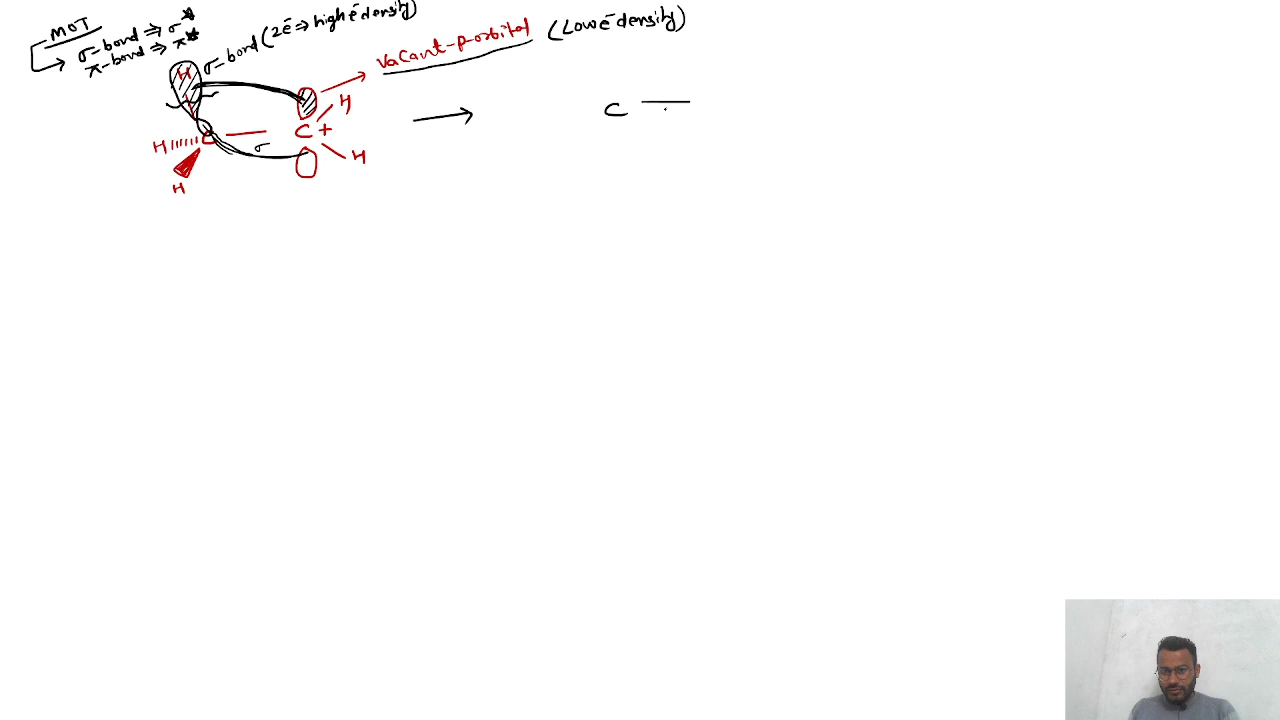 MOT
σ-bond ⇒ σ*
π-bond ⇒ π*
σ-bond (2e⁻ ⇒ high e⁻ density)
Vacant-p-orbital (Low e⁻ density)
H
H
C — C +
H
H
σ
H
C —